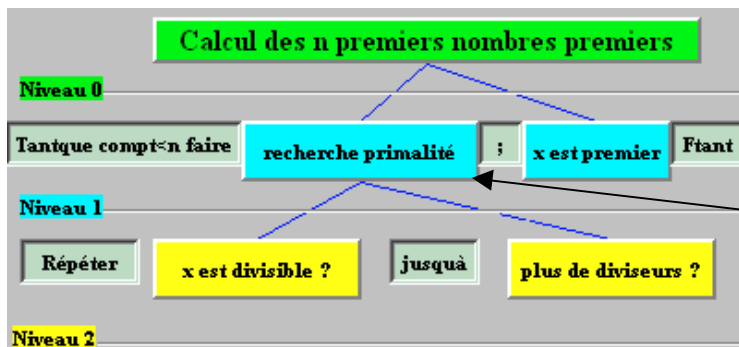 Calcul des n premiers nombres premiers
Niveau 0
Tantque compt<n faire recherche primalité ; x est premier Ftant
Niveau 1
Répéter x est divisible ? jusquà plus de diviseurs ?
Niveau 2